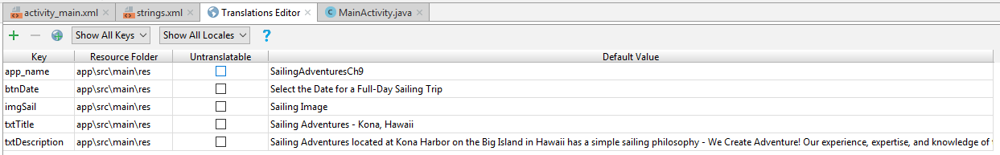 activity_main.xml × strings.xml × Translations Editor × C MainActivity.java ×
+ − Show All Keys Show All Locales ?
Key Resource Folder Untranslatable Default Value
app_name app\src\main\res SailingAdventuresCh9
btnDate app\src\main\res Select the Date for a Full-Day Sailing Trip
imgSail app\src\main\res Sailing Image
txtTitle app\src\main\res Sailing Adventures - Kona, Hawaii
txtDescription app\src\main\res Sailing Adventures located at Kona Harbor on the Big Island in Hawaii has a simple sailing philosophy - We Create Adventure! Our experience, expertise, and knowledge of